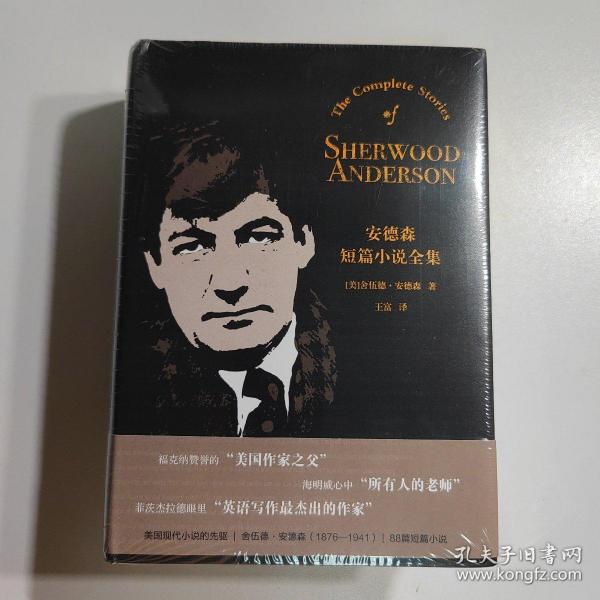 The Complete Stories
of
SHERWOOD
ANDERSON
安德森
短篇小说全集
[美]舍伍德·安德森 著
王富 译
福克纳赞誉的“美国作家之父”
海明威心中“所有人的老师”
菲茨杰拉德眼里“英语写作最杰出的作家”
美国现代小说的先驱 | 舍伍德·安德森（1876—1941）| 88篇短篇小说
孔夫子旧书网
www.kongfz.com